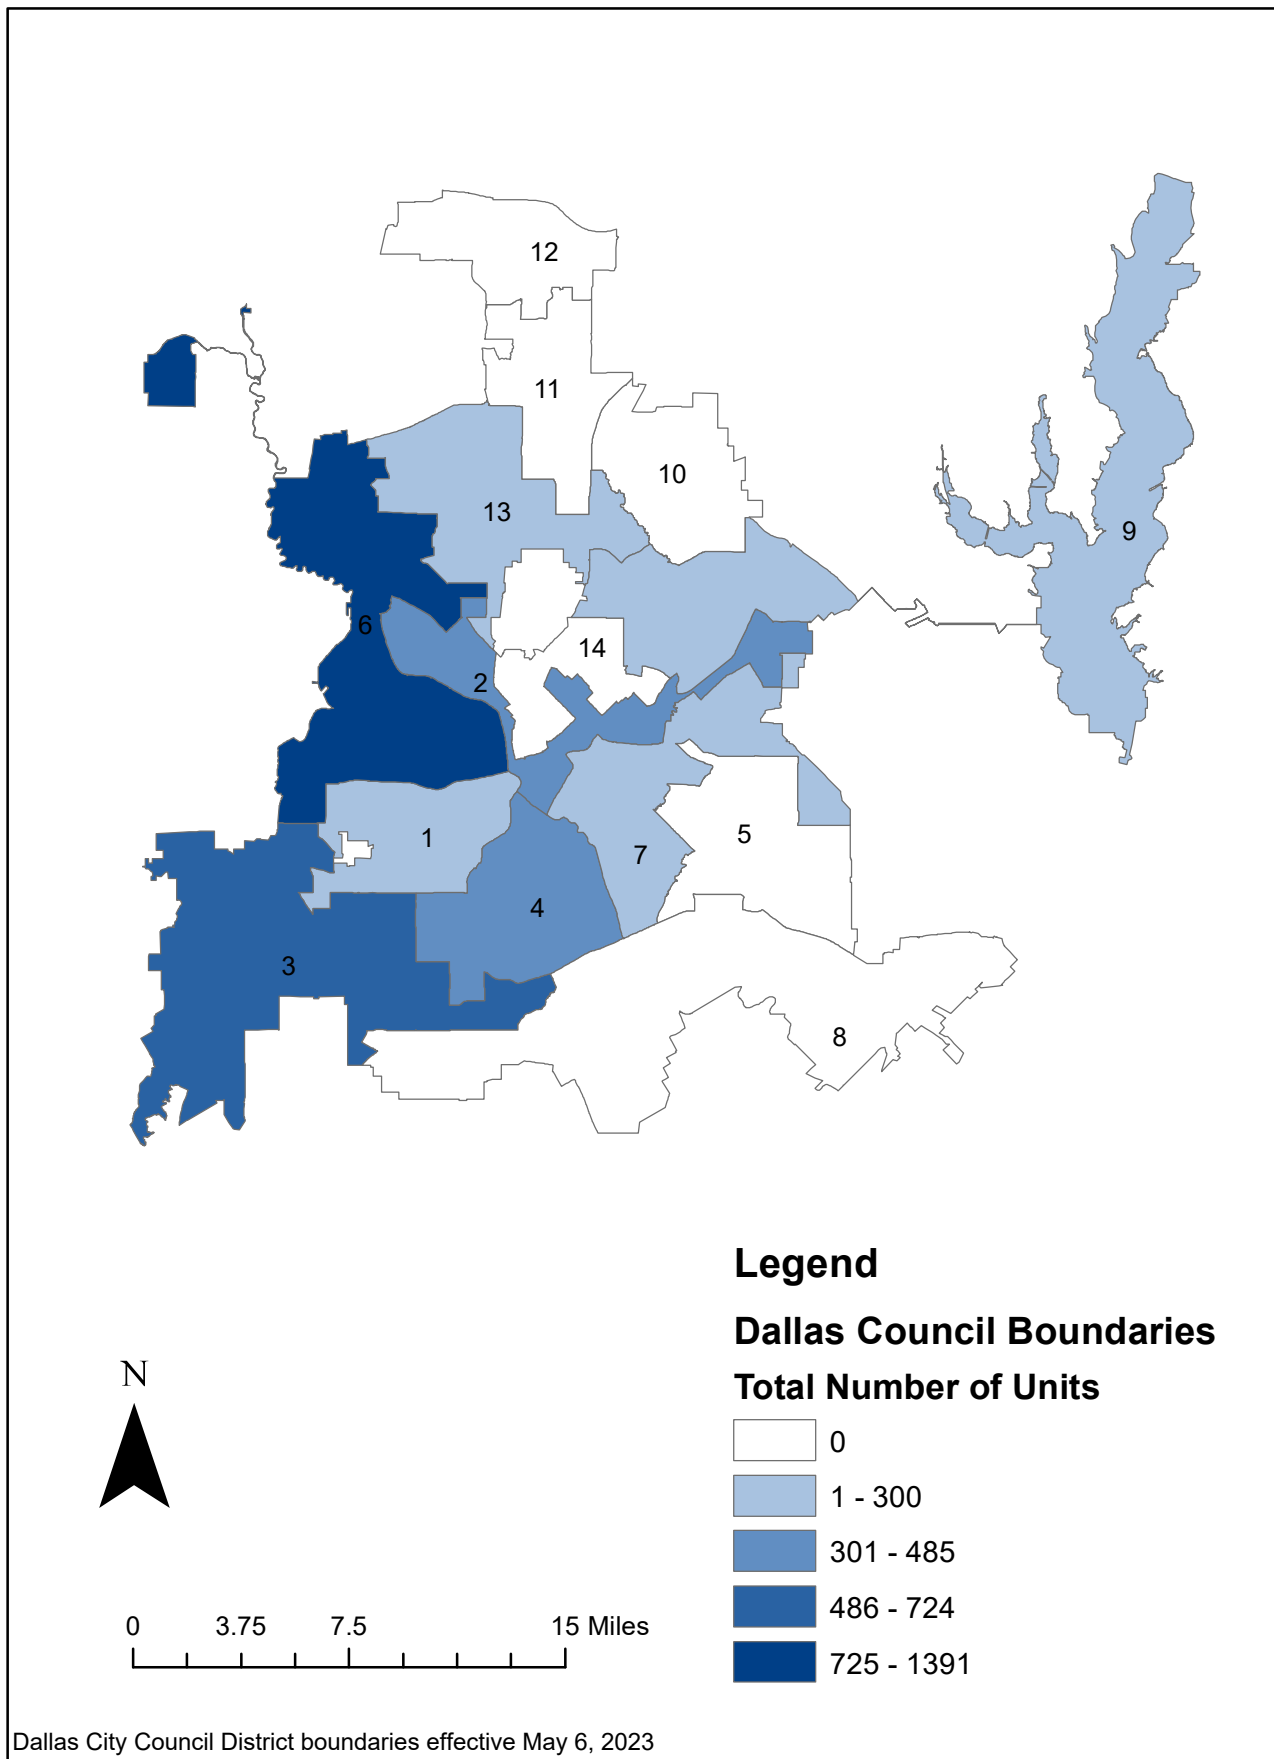 12
11
10
13
9
6
14
2
1
5
7
4
3
8
Legend
Dallas Council Boundaries
Total Number of Units
0
1 - 300
301 - 485
486 - 724
725 - 1391
N
0 3.75 7.5 15 Miles
Dallas City Council District boundaries effective May 6, 2023